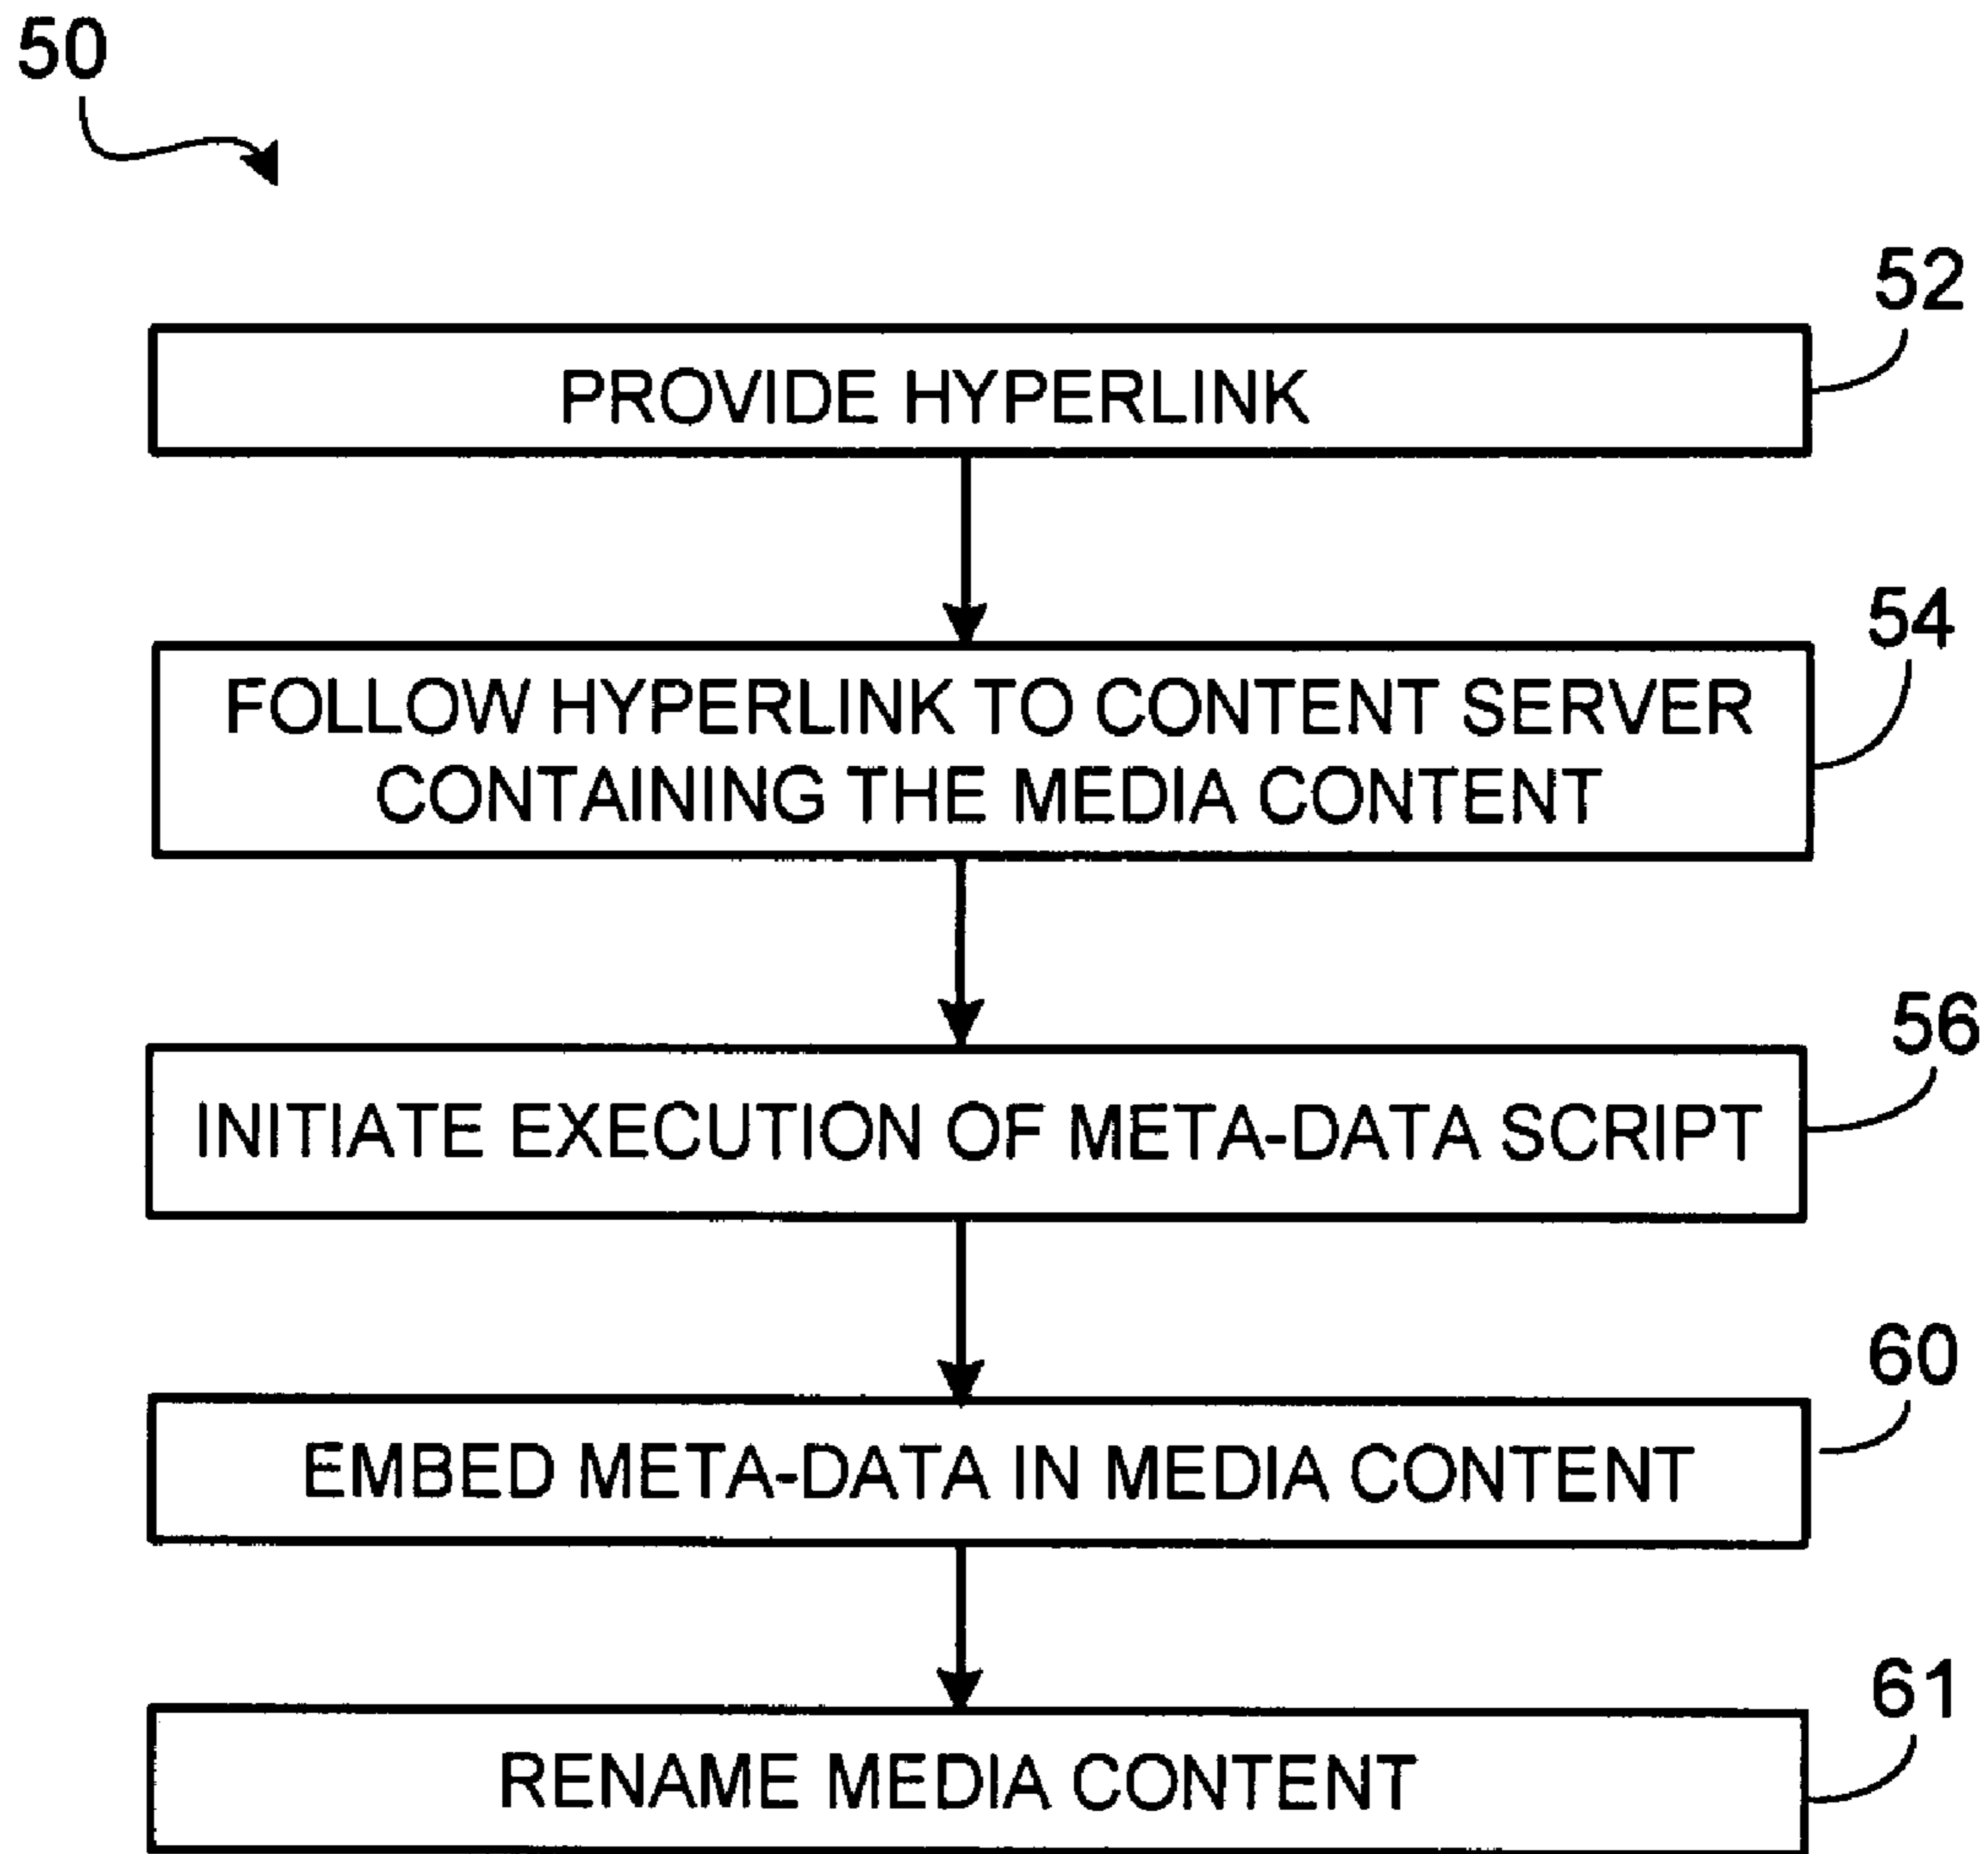 50
52
PROVIDE HYPERLINK
54
FOLLOW HYPERLINK TO CONTENT SERVER
CONTAINING THE MEDIA CONTENT
56
INITIATE EXECUTION OF META-DATA SCRIPT
60
EMBED META-DATA IN MEDIA CONTENT
61
RENAME MEDIA CONTENT